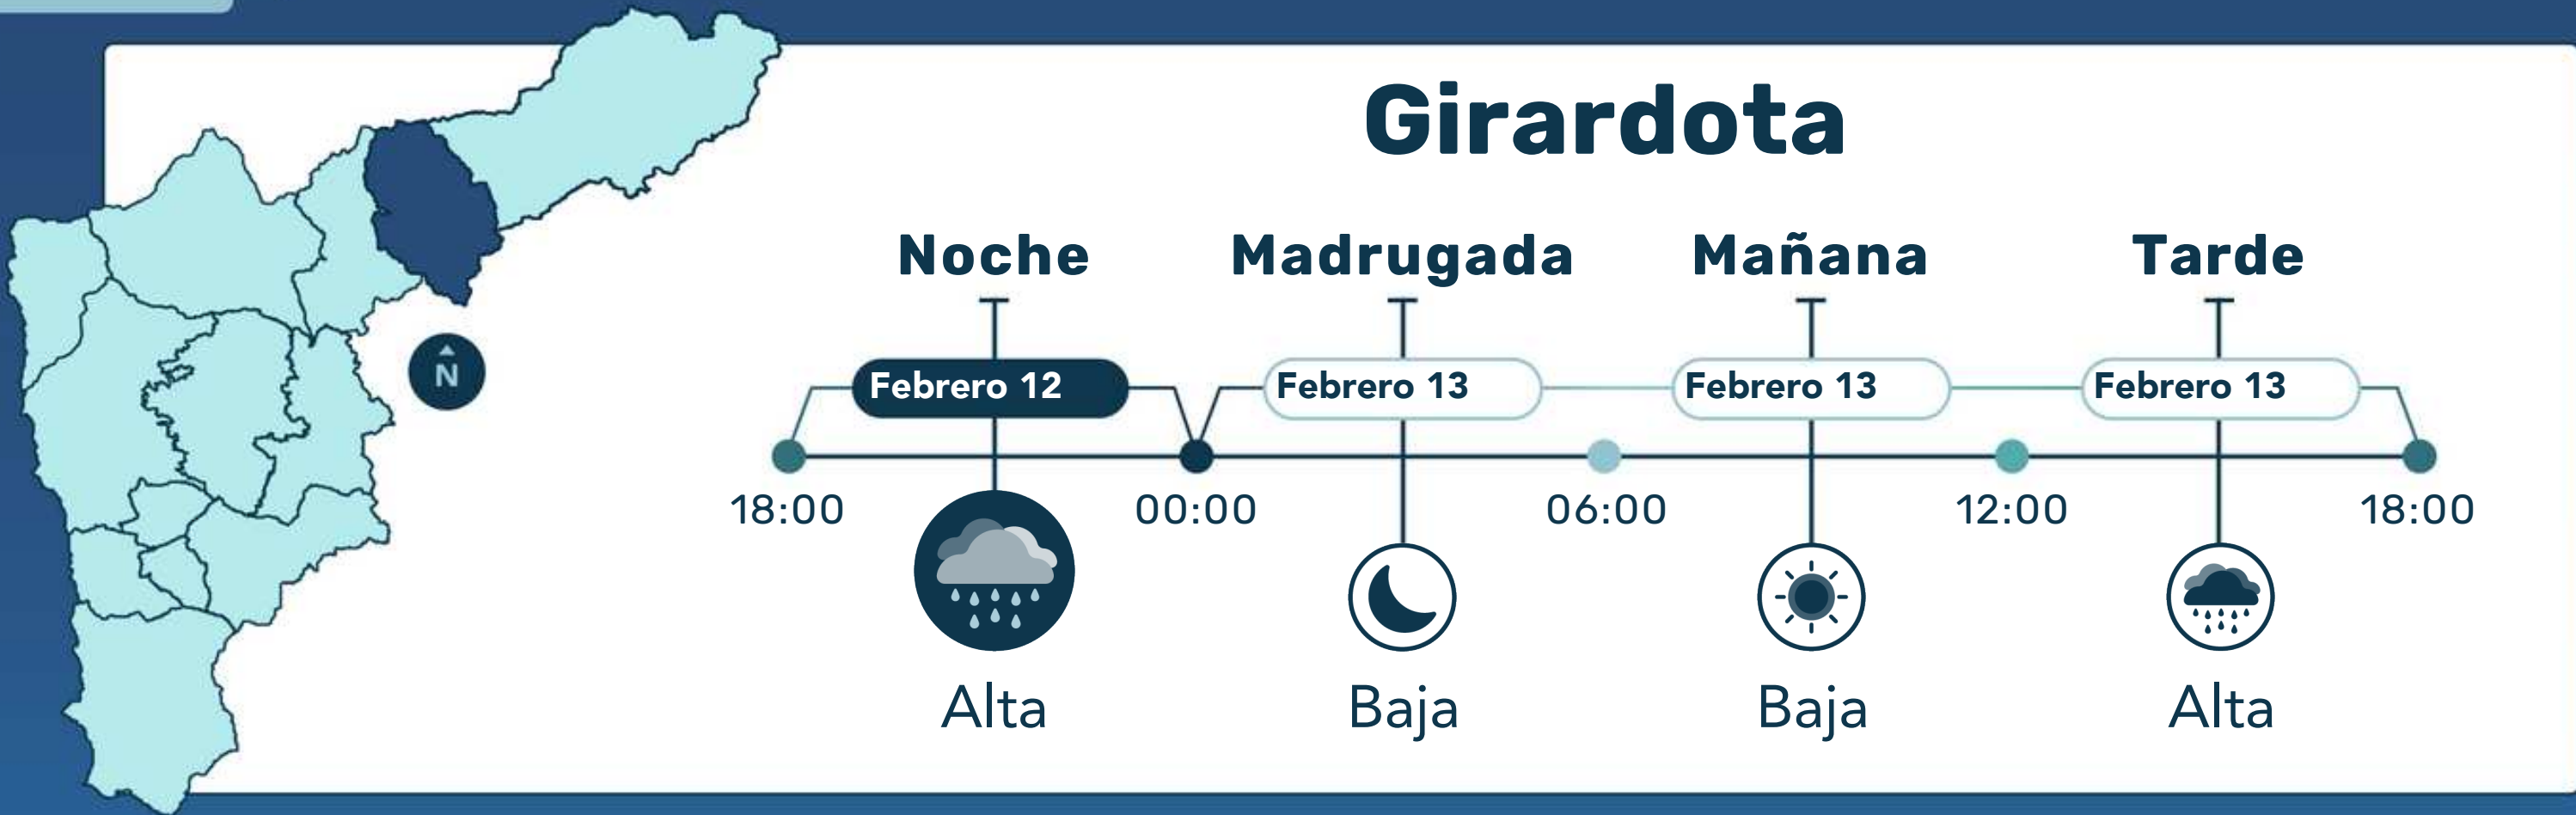 Girardota
Noche Madrugada Mañana Tarde
Febrero 12 Febrero 13 Febrero 13 Febrero 13
N
18:00 00:00 06:00 12:00 18:00
Alta Baja Baja Alta